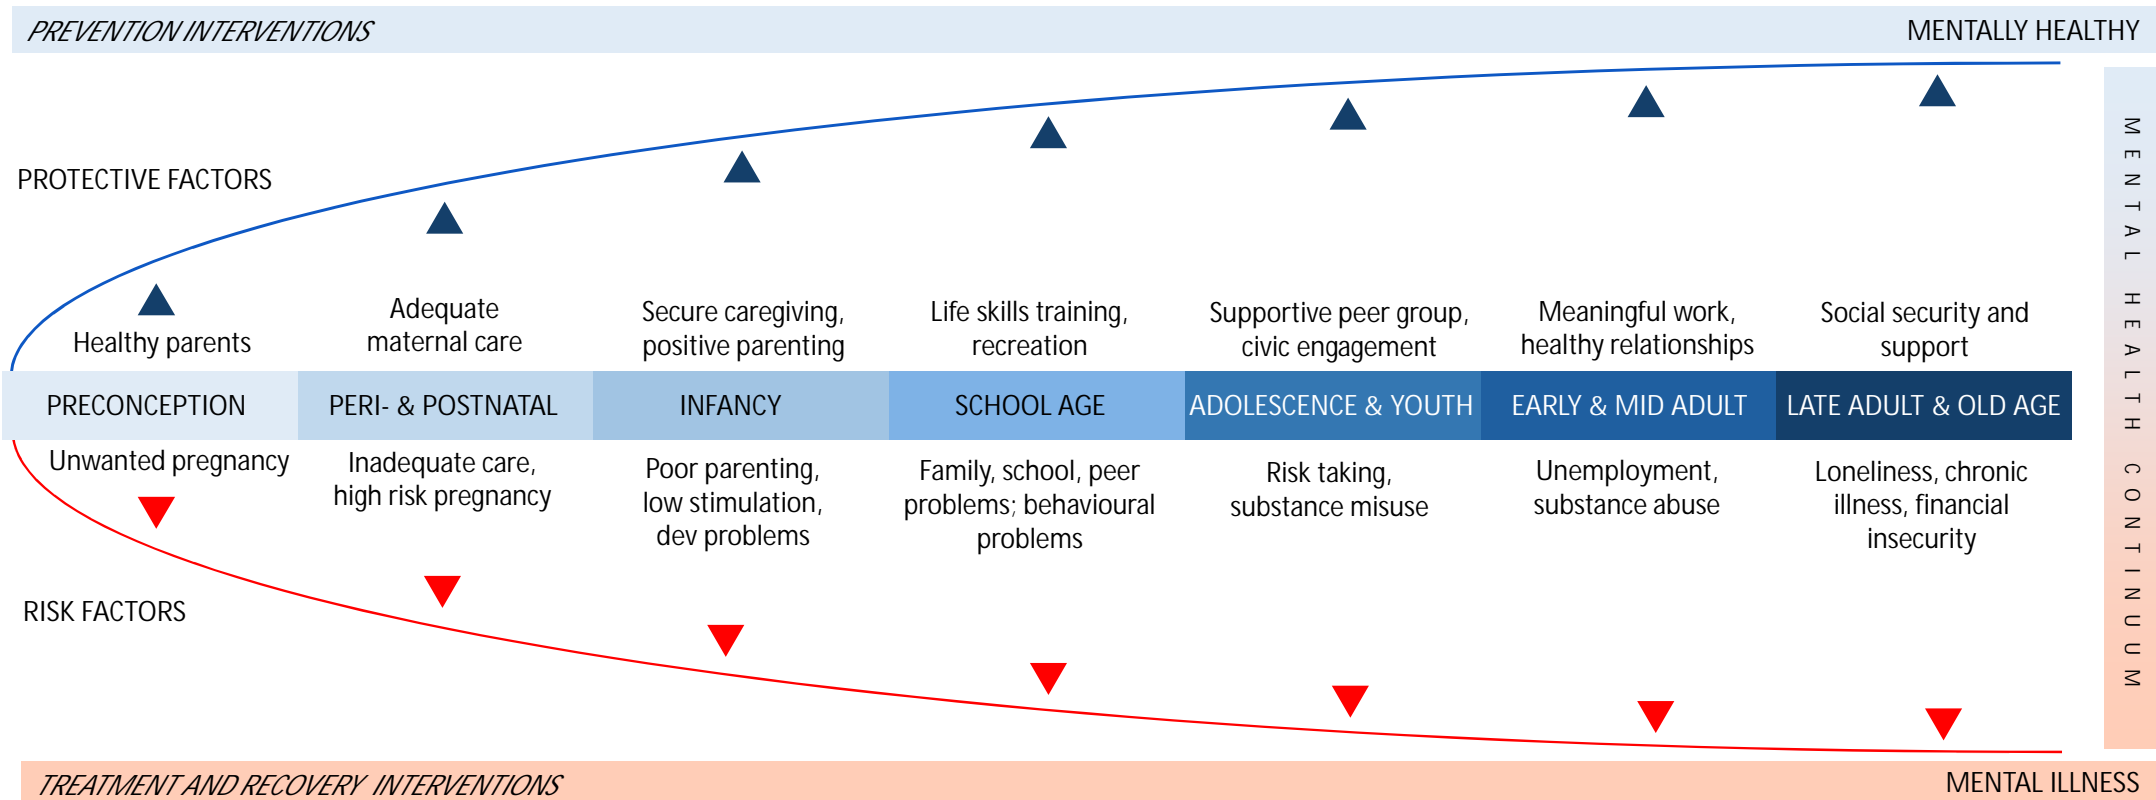 PREVENTION INTERVENTIONS
MENTALLY HEALTHY
PROTECTIVE FACTORS
Healthy parents
Adequate
maternal care
Secure caregiving,
positive parenting
Life skills training,
recreation
Supportive peer group,
civic engagement
Meaningful work,
healthy relationships
Social security and
support
PRECONCEPTION
PERI- & POSTNATAL
INFANCY
SCHOOL AGE
ADOLESCENCE & YOUTH
EARLY & MID ADULT
LATE ADULT & OLD AGE
Unwanted pregnancy
Inadequate care,
high risk pregnancy
Poor parenting,
low stimulation,
dev problems
Family, school, peer
problems; behavioural
problems
Risk taking,
substance misuse
Unemployment,
substance abuse
Loneliness, chronic
illness, financial
insecurity
RISK FACTORS
MENTAL HEALTH CONTINUUM
TREATMENT AND RECOVERY INTERVENTIONS
MENTAL ILLNESS